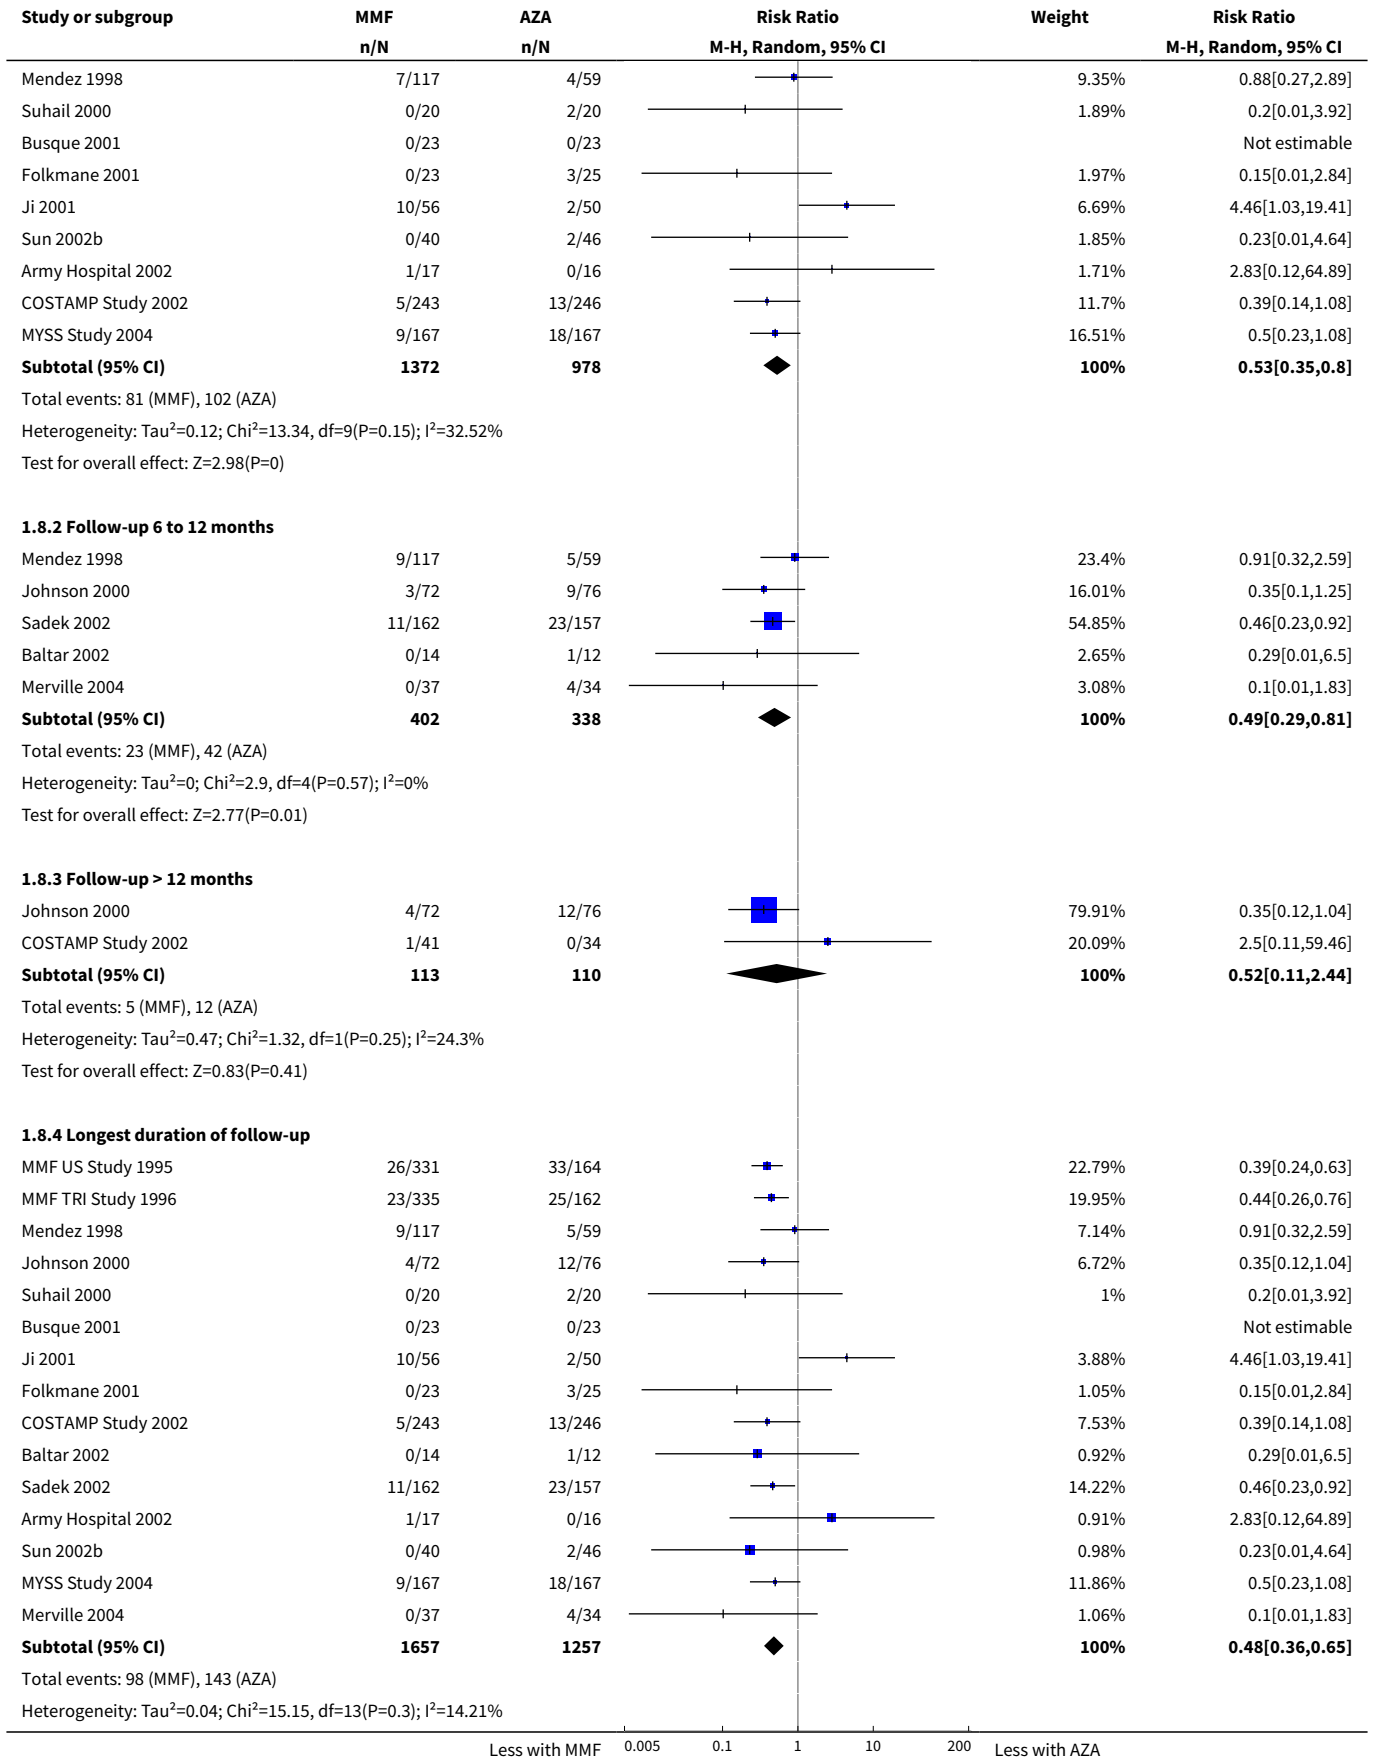 Study or subgroup MMF AZA Risk Ratio Weight Risk Ratio
n/N n/N M-H, Random, 95% CI M-H, Random, 95% CI
Mendez 1998 7/117 4/59 9.35% 0.88[0.27,2.89]
Suhail 2000 0/20 2/20 1.89% 0.2[0.01,3.92]
Busque 2001 0/23 0/23 Not estimable
Folkmane 2001 0/23 3/25 1.97% 0.15[0.01,2.84]
Ji 2001 10/56 2/50 6.69% 4.46[1.03,19.41]
Sun 2002b 0/40 2/46 1.85% 0.23[0.01,4.64]
Army Hospital 2002 1/17 0/16 1.71% 2.83[0.12,64.89]
COSTAMP Study 2002 5/243 13/246 11.7% 0.39[0.14,1.08]
MYSS Study 2004 9/167 18/167 16.51% 0.5[0.23,1.08]
Subtotal (95% CI) 1372 978 100% 0.53[0.35,0.8]
Total events: 81 (MMF), 102 (AZA)
Heterogeneity: Tau²=0.12; Chi²=13.34, df=9(P=0.15); I²=32.52%
Test for overall effect: Z=2.98(P=0)
1.8.2 Follow-up 6 to 12 months
Mendez 1998 9/117 5/59 23.4% 0.91[0.32,2.59]
Johnson 2000 3/72 9/76 16.01% 0.35[0.1,1.25]
Sadek 2002 11/162 23/157 54.85% 0.46[0.23,0.92]
Baltar 2002 0/14 1/12 2.65% 0.29[0.01,6.5]
Merville 2004 0/37 4/34 3.08% 0.1[0.01,1.83]
Subtotal (95% CI) 402 338 100% 0.49[0.29,0.81]
Total events: 23 (MMF), 42 (AZA)
Heterogeneity: Tau²=0; Chi²=2.9, df=4(P=0.57); I²=0%
Test for overall effect: Z=2.77(P=0.01)
1.8.3 Follow-up > 12 months
Johnson 2000 4/72 12/76 79.91% 0.35[0.12,1.04]
COSTAMP Study 2002 1/41 0/34 20.09% 2.5[0.11,59.46]
Subtotal (95% CI) 113 110 100% 0.52[0.11,2.44]
Total events: 5 (MMF), 12 (AZA)
Heterogeneity: Tau²=0.47; Chi²=1.32, df=1(P=0.25); I²=24.3%
Test for overall effect: Z=0.83(P=0.41)
1.8.4 Longest duration of follow-up
MMF US Study 1995 26/331 33/164 22.79% 0.39[0.24,0.63]
MMF TRI Study 1996 23/335 25/162 19.95% 0.44[0.26,0.76]
Mendez 1998 9/117 5/59 7.14% 0.91[0.32,2.59]
Johnson 2000 4/72 12/76 6.72% 0.35[0.12,1.04]
Suhail 2000 0/20 2/20 1% 0.2[0.01,3.92]
Busque 2001 0/23 0/23 Not estimable
Ji 2001 10/56 2/50 3.88% 4.46[1.03,19.41]
Folkmane 2001 0/23 3/25 1.05% 0.15[0.01,2.84]
COSTAMP Study 2002 5/243 13/246 7.53% 0.39[0.14,1.08]
Baltar 2002 0/14 1/12 0.92% 0.29[0.01,6.5]
Sadek 2002 11/162 23/157 14.22% 0.46[0.23,0.92]
Army Hospital 2002 1/17 0/16 0.91% 2.83[0.12,64.89]
Sun 2002b 0/40 2/46 0.98% 0.23[0.01,4.64]
MYSS Study 2004 9/167 18/167 11.86% 0.5[0.23,1.08]
Merville 2004 0/37 4/34 1.06% 0.1[0.01,1.83]
Subtotal (95% CI) 1657 1257 100% 0.48[0.36,0.65]
Total events: 98 (MMF), 143 (AZA)
Heterogeneity: Tau²=0.04; Chi²=15.15, df=13(P=0.3); I²=14.21%
Less with MMF 0.005 0.1 1 10 200 Less with AZA